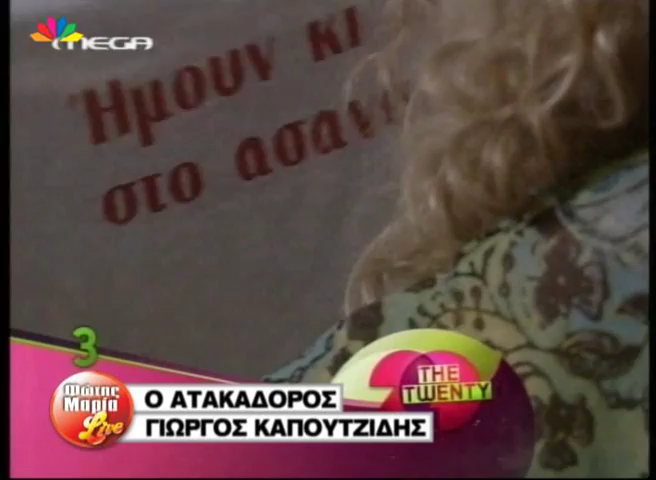 MEGA
Ήμουν κι
στο ασαν
3
THE
TWENTY
Φώτης
Μαρία
Live
Ο ΑΤΑΚΑΔΟΡΟΣ
ΓΙΩΡΓΟΣ ΚΑΠΟΥΤΖΙΔΗΣ